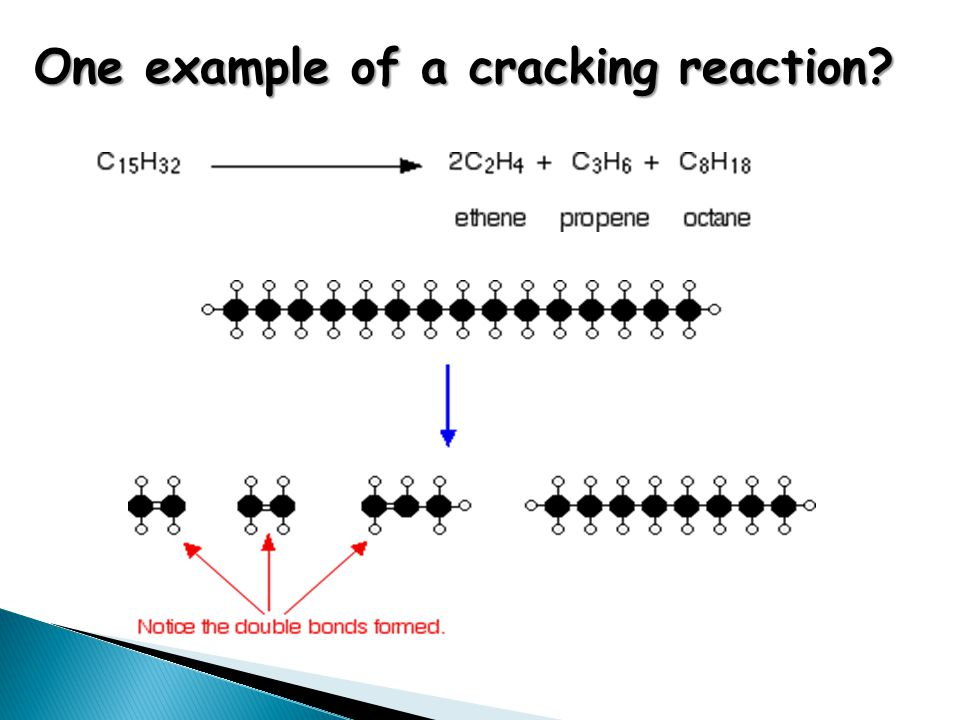 One example of a cracking reaction?
C₁₅H₃₂ ⟶ 2C₂H₄ + C₃H₆ + C₈H₁₈
ethene propene octane
Notice the double bonds formed.